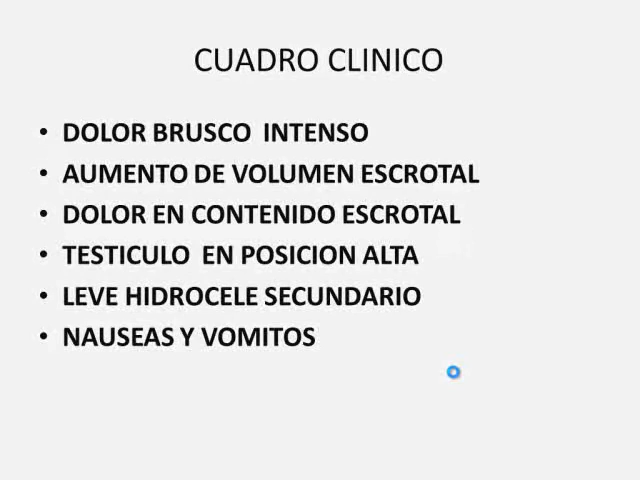 CUADRO CLINICO
• DOLOR BRUSCO  INTENSO
• AUMENTO DE VOLUMEN ESCROTAL
• DOLOR EN CONTENIDO ESCROTAL
• TESTICULO  EN POSICION ALTA
• LEVE HIDROCELE SECUNDARIO
• NAUSEAS Y VOMITOS